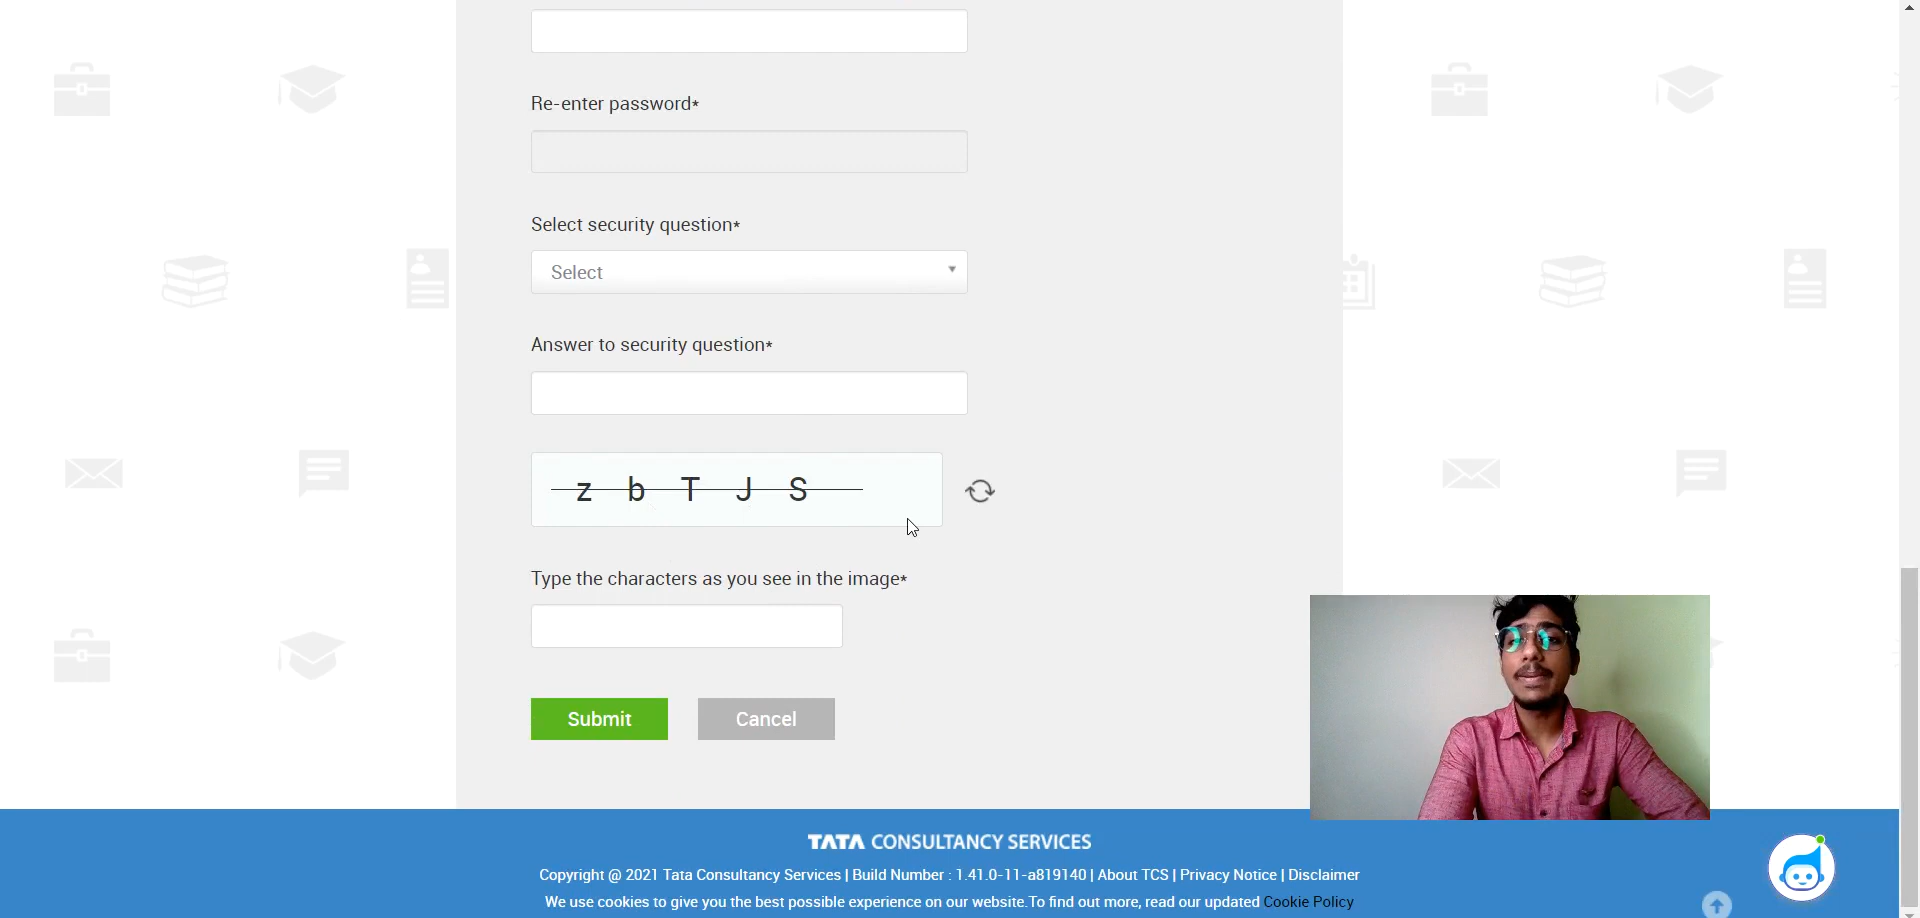 Re-enter password*
Select security question*
Select
Answer to security question*
z b T J S
Type the characters as you see in the image*
Submit Cancel
TATA CONSULTANCY SERVICES
Copyright @ 2021 Tata Consultancy Services | Build Number : 1.41.0-11-a819140 | About TCS | Privacy Notice | Disclaimer
We use cookies to give you the best possible experience on our website.To find out more, read our updated Cookie Policy